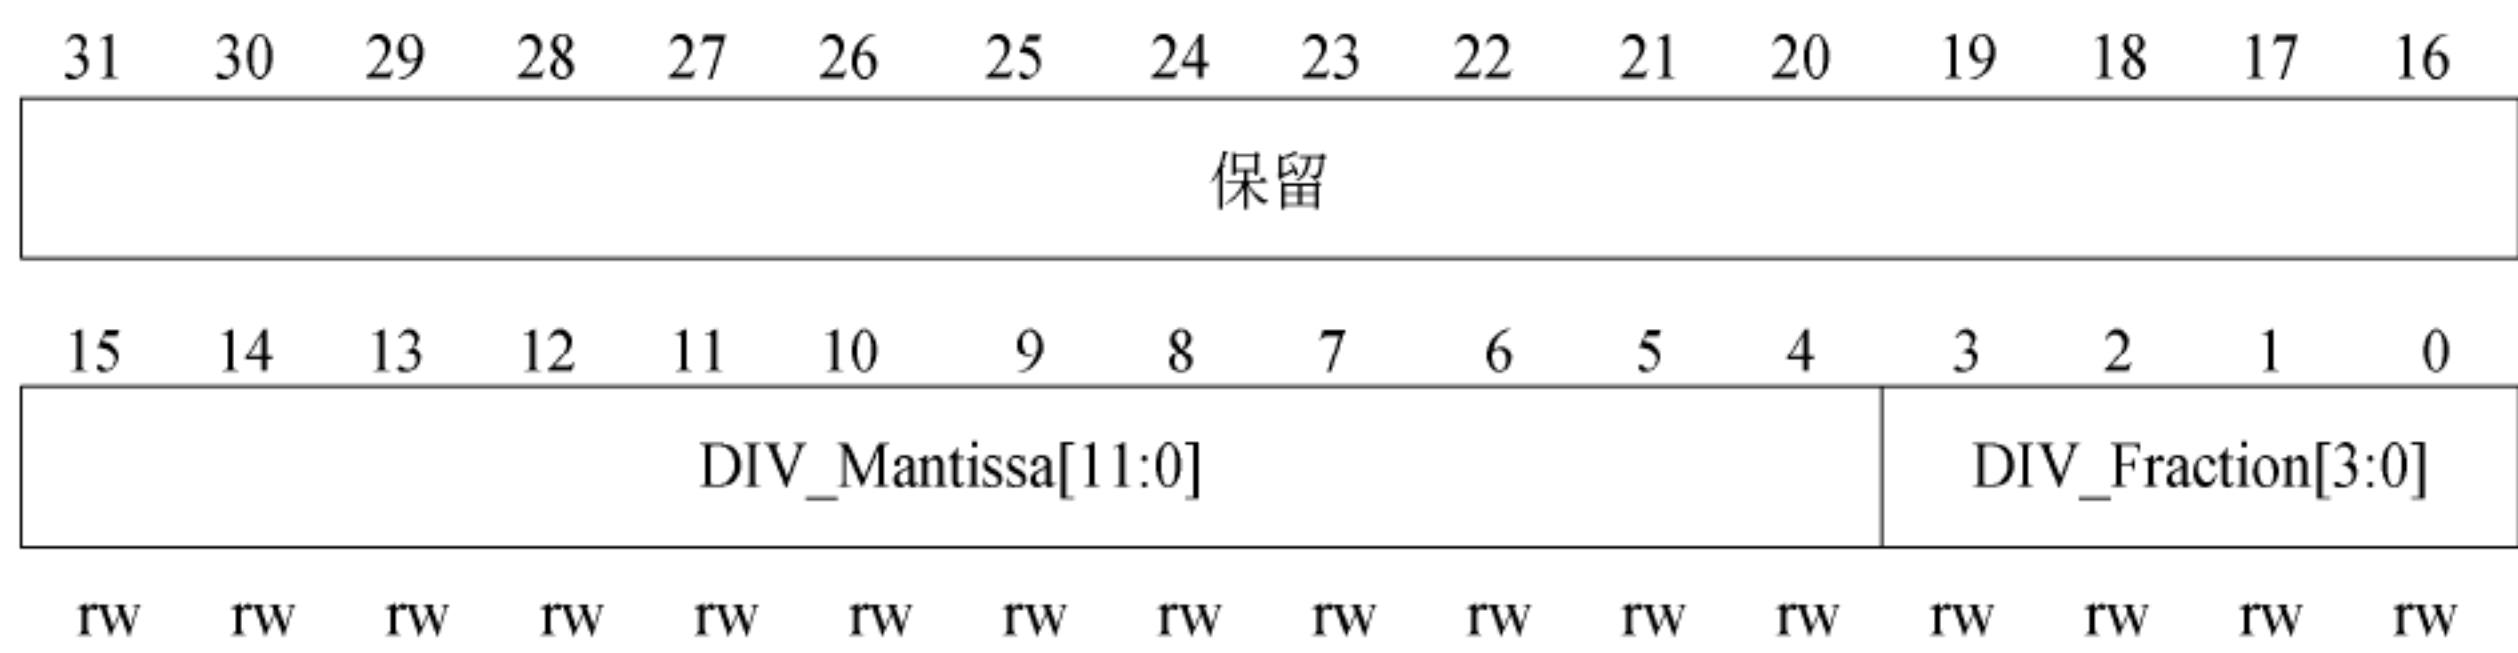 31 30 29 28 27 26 25 24 23 22 21 20 19 18 17 16
保留
15 14 13 12 11 10 9 8 7 6 5 4 3 2 1 0
DIV_Mantissa[11:0] DIV_Fraction[3:0]
rw rw rw rw rw rw rw rw rw rw rw rw rw rw rw rw